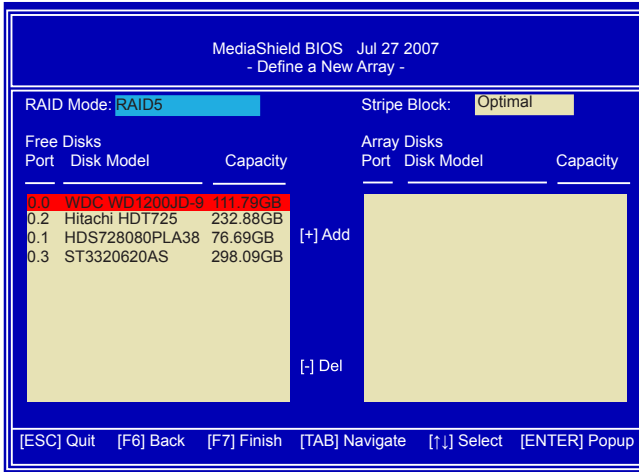 MediaShield BIOS Jul 27 2007
- Define a New Array -
RAID Mode: RAID5 Stripe Block: Optimal
Free Disks Array Disks
Port Disk Model Capacity Port Disk Model Capacity
0.0 WDC WD1200JD-9 111.79GB
0.2 Hitachi HDT725 232.88GB
0.1 HDS728080PLA38 76.69GB
[+] Add
0.3 ST3320620AS 298.09GB
[-] Del
[ESC] Quit [F6] Back [F7] Finish [TAB] Navigate [↑↓] Select [ENTER] Popup